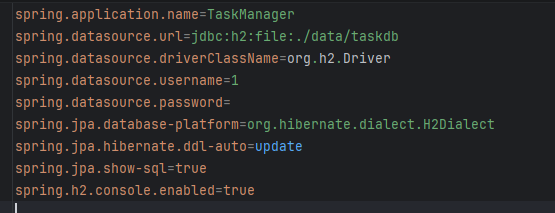 spring.application.name=TaskManager
spring.datasource.url=jdbc:h2:file:./data/taskdb
spring.datasource.driverClassName=org.h2.Driver
spring.datasource.username=1
spring.datasource.password=
spring.jpa.database-platform=org.hibernate.dialect.H2Dialect
spring.jpa.hibernate.ddl-auto=update
spring.jpa.show-sql=true
spring.h2.console.enabled=true